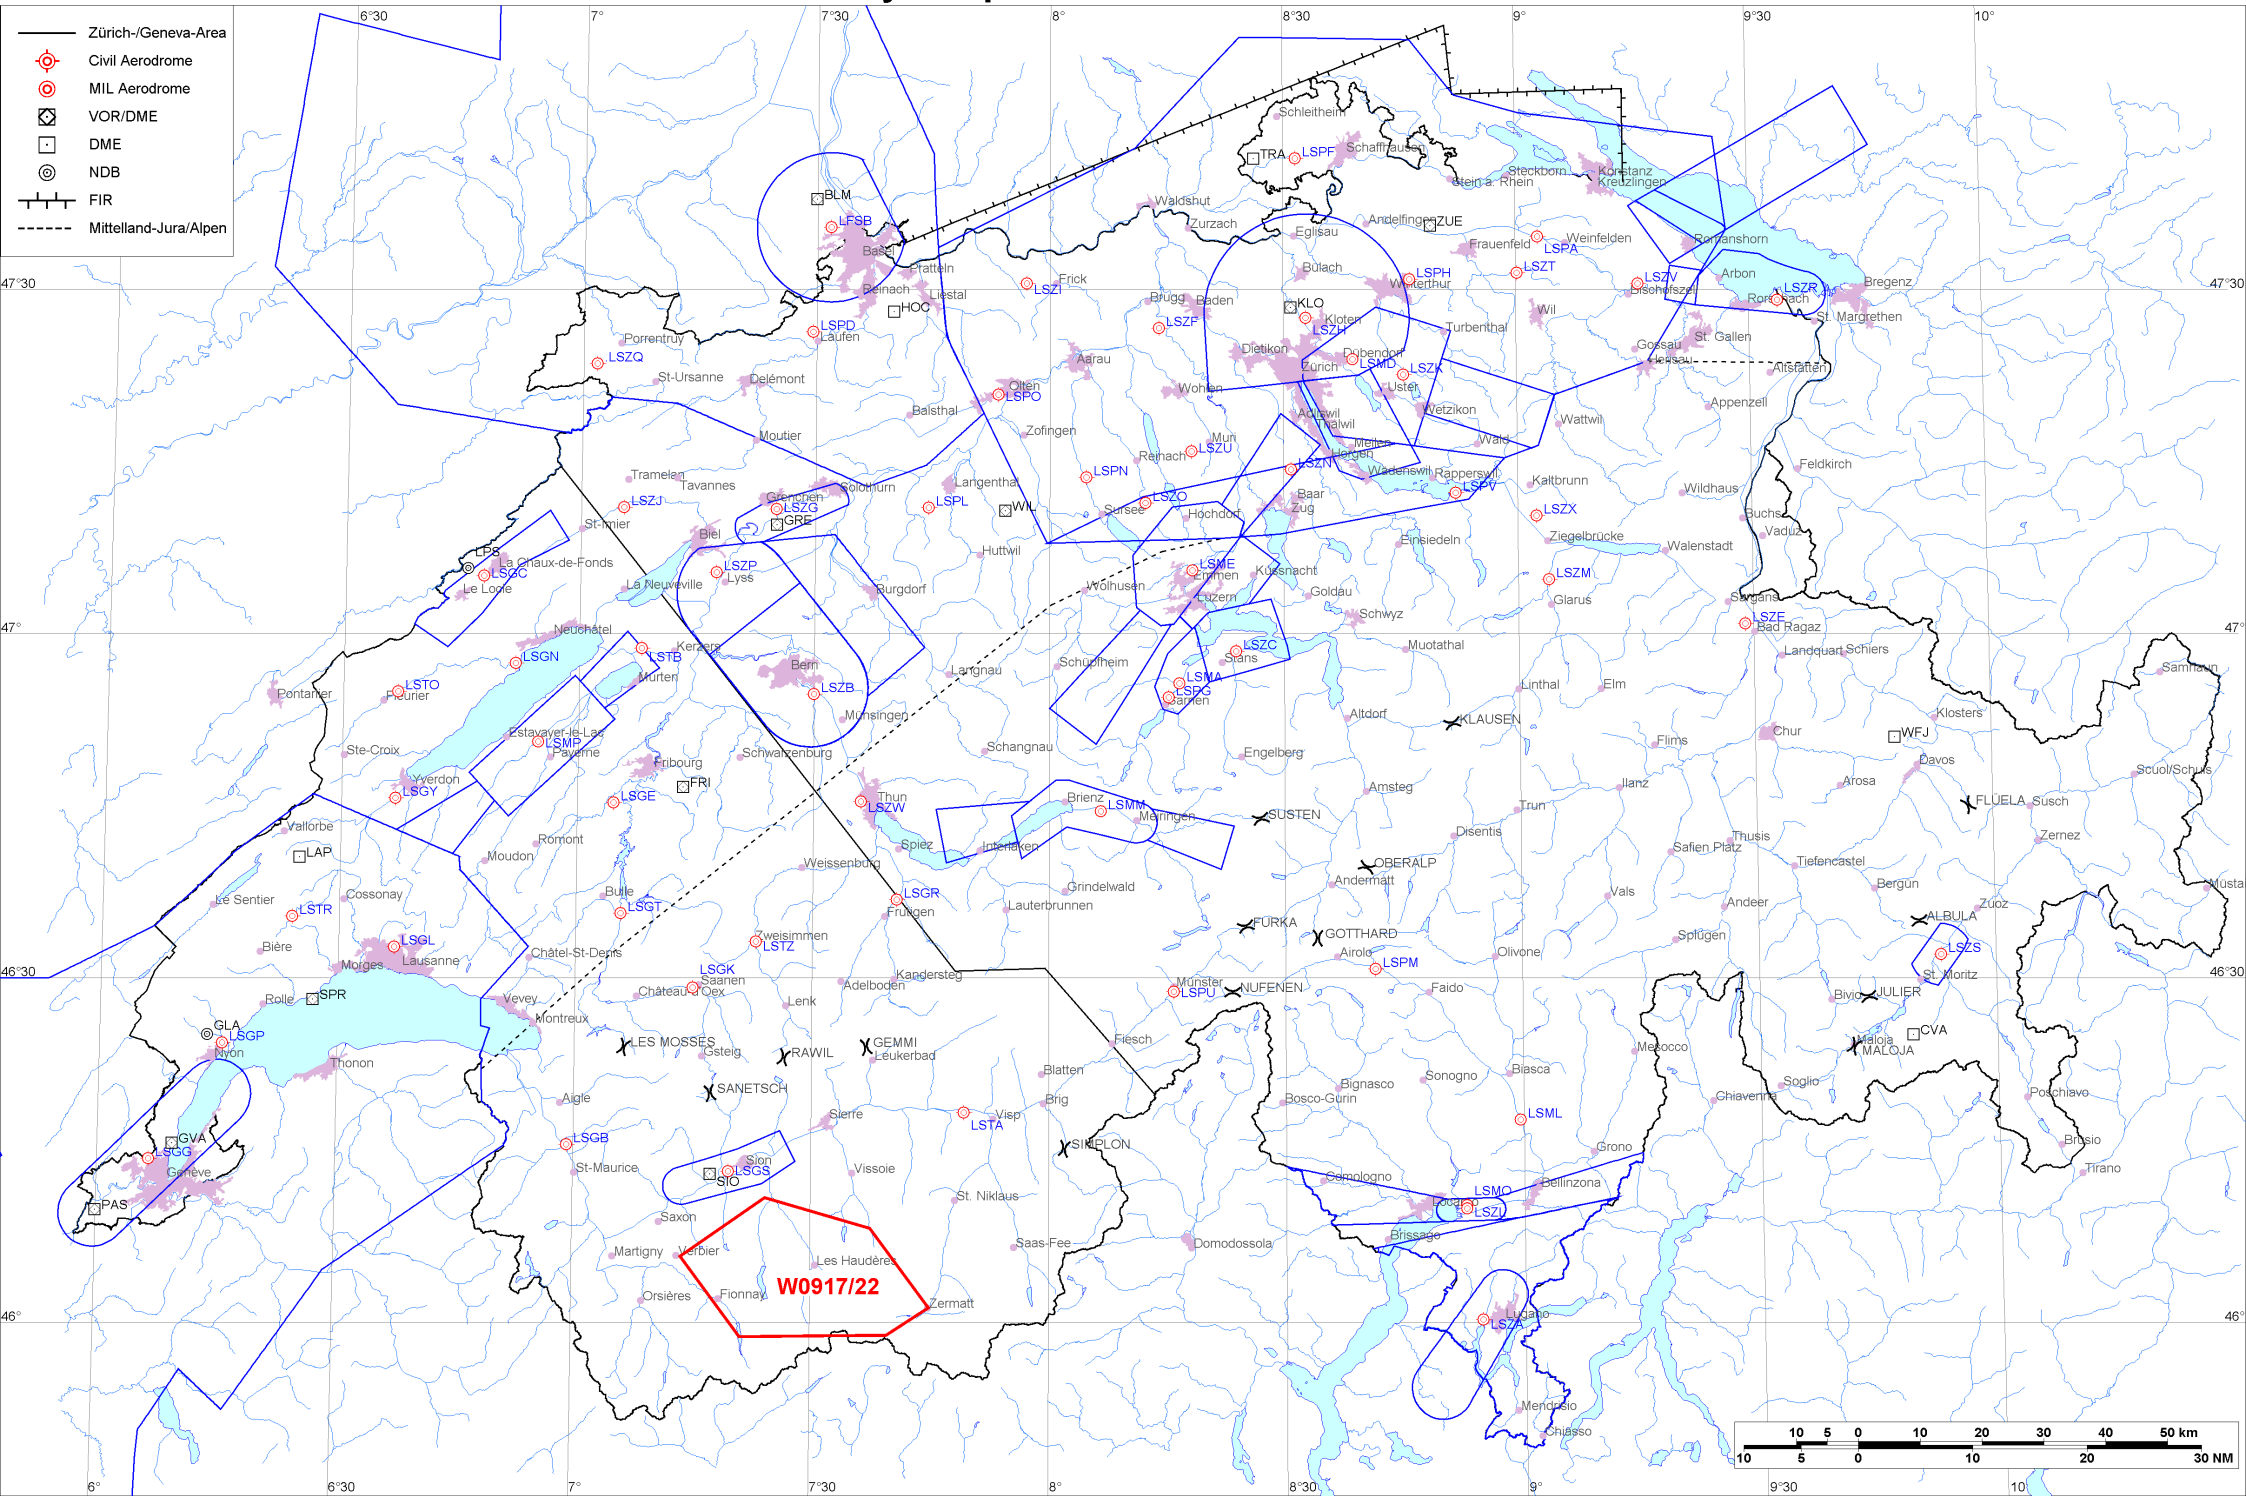 6°30
7°
7°30
8°
8°30
9°
9°30
10°
Zürich-/Geneva-Area
Civil Aerodrome
MIL Aerodrome
VOR/DME
DME
NDB
FIR
Mittelland-Jura/Alpen
Schleitheim
TRA
LSPF
Schaffhausen
Steckborn
Stein a. Rhein
Konstanz
Kreuzlingen
BLM
LFSB
Basel
Waldshut
Zurzach
Eglisau
Andelfingen
ZUE
Frauenfeld
LSPA
Weinfelden
Romanshorn
Pratteln
Reinach
Liestal
HOC
LSZI
Frick
Bülach
LSPH
Winterthur
LSZT
LSZV
Bischofszell
Arbon
LSZR
Rorschach
Bregenz
47°30
47°30
St. Margrethen
LSPD
Laufen
Porrentruy
LSZQ
St-Ursanne
Delémont
Brugg
Baden
LSZF
KLO
Kloten
LSZH
Dietikon
Zürich
Dübendorf
LSMD
LSZK
Uster
Turbenthal
Wil
Gossau
Herisau
St. Gallen
Altstätten
Appenzell
Aarau
Olten
LSPO
Balsthal
Wohlen
Adliswil
Thalwil
Wetzikon
Wattwil
Moutier
Zofingen
Muri
LSZU
Reinach
Meilen
Horgen
Wald
Tramelan
Tavannes
Grenchen
Solothurn
LSZG
GRE
Langenthal
LSPL
WIL
LSPN
LSZN
Wädenswil
Rapperswil
LSPV
Kaltbrunn
Wildhaus
Feldkirch
LSZJ
St-Imier
Biel
LSZO
Sursee
Hochdorf
Baar
Zug
LSZX
Buchs
Vaduz
LPS
La Chaux-de-Fonds
LSGC
Le Locle
La Neuveville
LSZP
Lyss
Burgdorf
Huttwil
Wolhusen
LSME
Emmen
Luzern
Küssnacht
Goldau
Einsiedeln
Ziegelbrücke
Walenstadt
LSZM
Glarus
Schwyz
Sargans
LSZE
Bad Ragaz
47°
47°
Neuchâtel
LSGN
LSTB
Kerzers
Murten
Bern
LSZB
Langnau
Schüpfheim
LSZC
Stans
LSMA
LSPG
Sarnen
Muotathal
Landquart
Schiers
Samnaun
LSTO
Fleurier
Pontarlier
Ste-Croix
Estavayer-le-Lac
LSMP
Payerne
Münsingen
Schwarzenburg
Schangnau
Altdorf
Engelberg
KLAUSEN
Linthal
Elm
Flims
Chur
WFJ
Klosters
Davos
Arosa
Scuol/Schuls
Yverdon
LSGY
Fribourg
FRI
LSGE
Thun
LSZW
Brienz
LSMM
Meiringen
SUSTEN
Amsteg
Trun
Ilanz
FLÜELA
Susch
Zernez
Vallorbe
LAP
Romont
Moudon
Weissenburg
Spiez
Interlaken
Disentis
Safien Platz
Thusis
Tiefencastel
OBERALP
Andermatt
Grindelwald
Lauterbrunnen
Vals
Andeer
Bergün
Zuoz
Müstair
Le Sentier
Cossonay
LSTR
Bulle
LSGT
LSGR
Frutigen
FURKA
GOTTHARD
ALBULA
Bière
LSGL
Lausanne
Morges
Châtel-St-Denis
Zweisimmen
LSTZ
Airolo
LSPM
Olivone
Splügen
LSZS
St. Moritz
46°30
46°30
Rolle
SPR
Vevey
Montreux
LSGK
Saanen
Château-d'Oex
Lenk
Adelboden
Kandersteg
Münster
LSPU
NUFENEN
Faido
Bivio
JULIER
CVA
GLA
LSGP
Nyon
Thonon
LES MOSSES
Gsteig
RAWIL
GEMMI
Leukerbad
Fiesch
Mesocco
Maloja
MALOJA
SANETSCH
Blatten
Bignasco
Sonogno
Biasca
Soglio
Chiavenna
Poschiavo
Aigle
Sierre
LSTA
Visp
Brig
Bosco-Gurin
LSML
GVA
LSGG
Genève
LSGB
St-Maurice
Sion
LSGS
SIO
Vissoie
SIMPLON
Grono
Brusio
Tirano
St. Niklaus
Comologno
LSMO
LSZL
Locarno
Bellinzona
PAS
Saxon
Martigny
Verbier
Les Haudères
Saas-Fee
Domodossola
Brissago
W0917/22
Orsières
Fionnay
Zermatt
46°
46°
Lugano
LSZA
Mendrisio
Chiasso
10 5 0 10 20 30 40 50 km
10 5 0 10 20 30 NM
6°
6°30
7°
7°30
8°
8°30
9°
9°30
10°